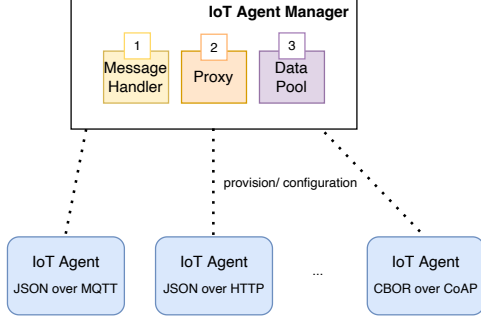 IoT Agent Manager
1
2
3
Message
Handler
Proxy
Data
Pool
provision/ configuration
IoT Agent
JSON over MQTT
IoT Agent
JSON over HTTP
...
IoT Agent
CBOR over CoAP